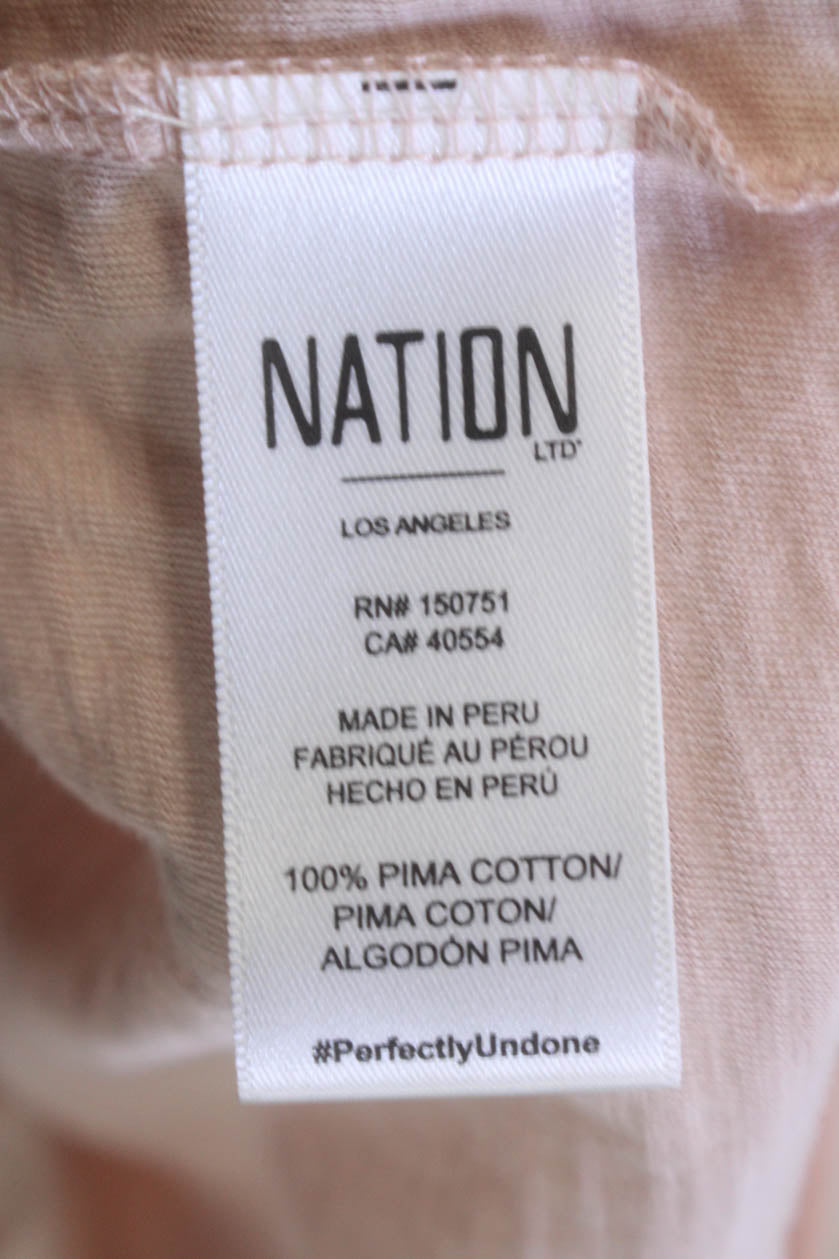 NATION
LTD
LOS ANGELES
RN# 150751
CA# 40554
MADE IN PERU
FABRIQUÉ AU PÉROU
HECHO EN PERÚ
100% PIMA COTTON/
PIMA COTON/
ALGODÓN PIMA
#PerfectlyUndone